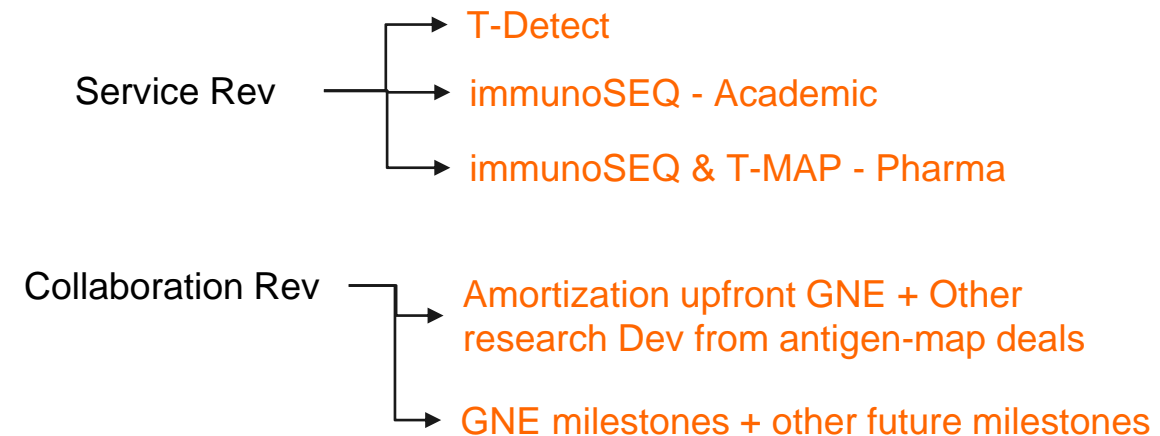 T-Detect
Service Rev
immunoSEQ - Academic
immunoSEQ & T-MAP - Pharma
Collaboration Rev
Amortization upfront GNE + Other
research Dev from antigen-map deals
GNE milestones + other future milestones